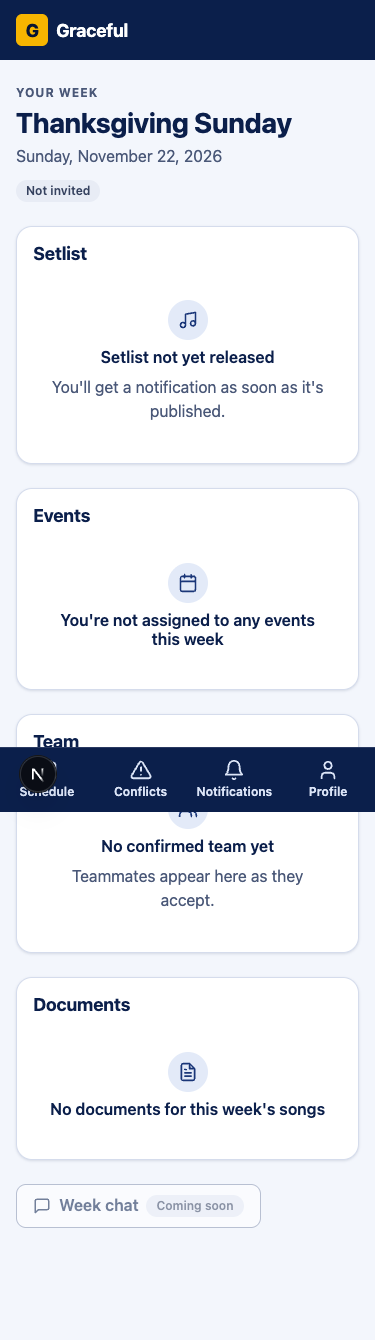 G Graceful
YOUR WEEK
Thanksgiving Sunday
Sunday, November 22, 2026
Not invited
Setlist
Setlist not yet released
You'll get a notification as soon as it's
published.
Events
You're not assigned to any events
this week
Team
N
Schedule
Conflicts
Notifications
Profile
No confirmed team yet
Teammates appear here as they
accept.
Documents
No documents for this week's songs
Week chat Coming soon